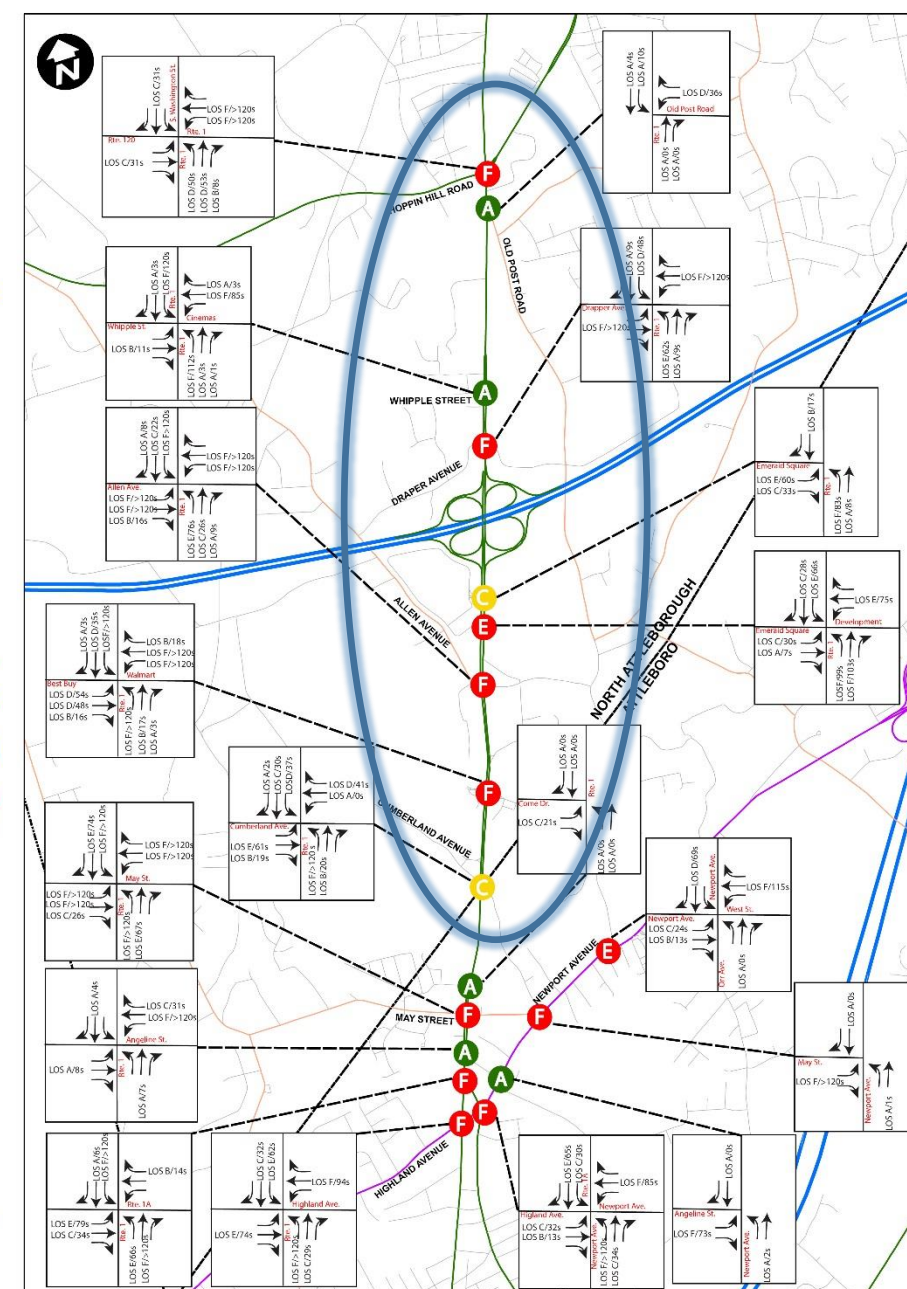 N
LOS C/31s
S. Washington St.
LOS F/>120s
LOS F/>120s
Rte. 120
Rte. 1
LOS C/31s
LOS D/50s
LOS D/53s
LOS B/8s
Rte. 1
LOS A/4s
LOS A/10s
LOS D/36s
Old Post Road
Rte. 1
LOS A/0s
LOS A/0s
F
HOPPIN HILL ROAD
A
OLD POST ROAD
LOS A/3s
LOS F/120s
Rte. 1
LOS A/3s
LOS F/85s
Whipple St.
Cinemas
LOS B/11s
Rte. 1
LOS F/112s
LOS A/3s
LOS A/1s
LOS A/9s
LOS D/48s
LOS F/>120s
Drapper Ave.
LOS F/>120s
Rte. 1
LOS E/62s
LOS A/9s
A
WHIPPLE STREET
F
DRAPER AVENUE
LOS A/8s
LOS C/22s
LOS F>120s
LOS F/>120s
LOS F/>120s
Allen Ave.
LOS F/>120s
LOS F/>120s
LOS B/16s
Rte. 1
LOS E/76s
LOS C/26s
LOS A/9s
LOS B/17s
Emerald Square
LOS E/60s
LOS C/33s
Rte. 1
LOS F/83s
LOS A/8s
C
E
ALLEN AVENUE
F
NORTH ATTLEBOROUGH
ATTLEBORO
LOS C/28s
LOS E/66s
LOS E/75s
Emerald Square
Development
LOS C/30s
LOS A/7s
Rte. 1
LOSF/99s
LOS F/103s
LOS A/3s
LOS D/35s
LOSF/>120s
LOS B/18s
LOS F/>120s
LOS F/>120s
Best Buy
Walmart
LOS D/54s
LOS D/48s
LOS B/16s
Rte. 1
LOS F/>120s
LOS B/17s
LOS A/3s
F
CUMBERLAND AVENUE
C
LOS A/2s
LOS C/30s
LOSD/37s
LOS D/41s
LOS A/0s
Cumberland Ave.
LOS E/61s
LOS B/19s
LOS F/>120 s
LOS B/20s
LOS A/0s
LOS A/0s
Rte. 1
Corne Dr.
LOS C/21s
LOS A/0s
LOS A/0s
LOS E/74s
LOS F/>120s
LOS F/>120s
LOS F/>120s
May St.
LOS F/>120s
LOS F/>120s
LOS C/26s
Rte. 1
LOS F/>120s
LOS E/67s
LOS D/69s
Newport Ave.
LOS F/115s
Newport Ave.
West St.
LOS C/24s
LOS B/13s
Orr Ave.
LOS A/0s
NEWPORT AVENUE
E
A
MAY STREET
F
F
A
A
F
F
F
HIGHLAND AVENUE
LOS A/4s
LOS C/31s
LOS F/>120s
Angeline St.
LOS A/8s
Rte. 1
LOS A/7s
LOS A/0s
May St.
LOS F/>120s
Newport Ave.
LOS A/1s
LOS A/6s
LOS F/>120s
LOS B/14s
Rte. 1A
LOS E/79s
LOS C/34s
Rte. 1
LOS E/66s
LOS F/>120s
LOS C/32s
LOS E/62s
LOS F/94s
Highland Ave.
LOS E/74s
Rte. 1
LOS F/>120s
LOS C/29s
LOS E/65s
LOS C/30s
Rte. 1A
LOS F/85s
Higland Ave.
Newport Ave.
LOS C/32s
LOS B/13s
Newport Ave.
LOS F/>120s
LOS C/34s
LOS A/0s
Angeline St.
LOS F/73s
Newport Ave.
LOS A/2s